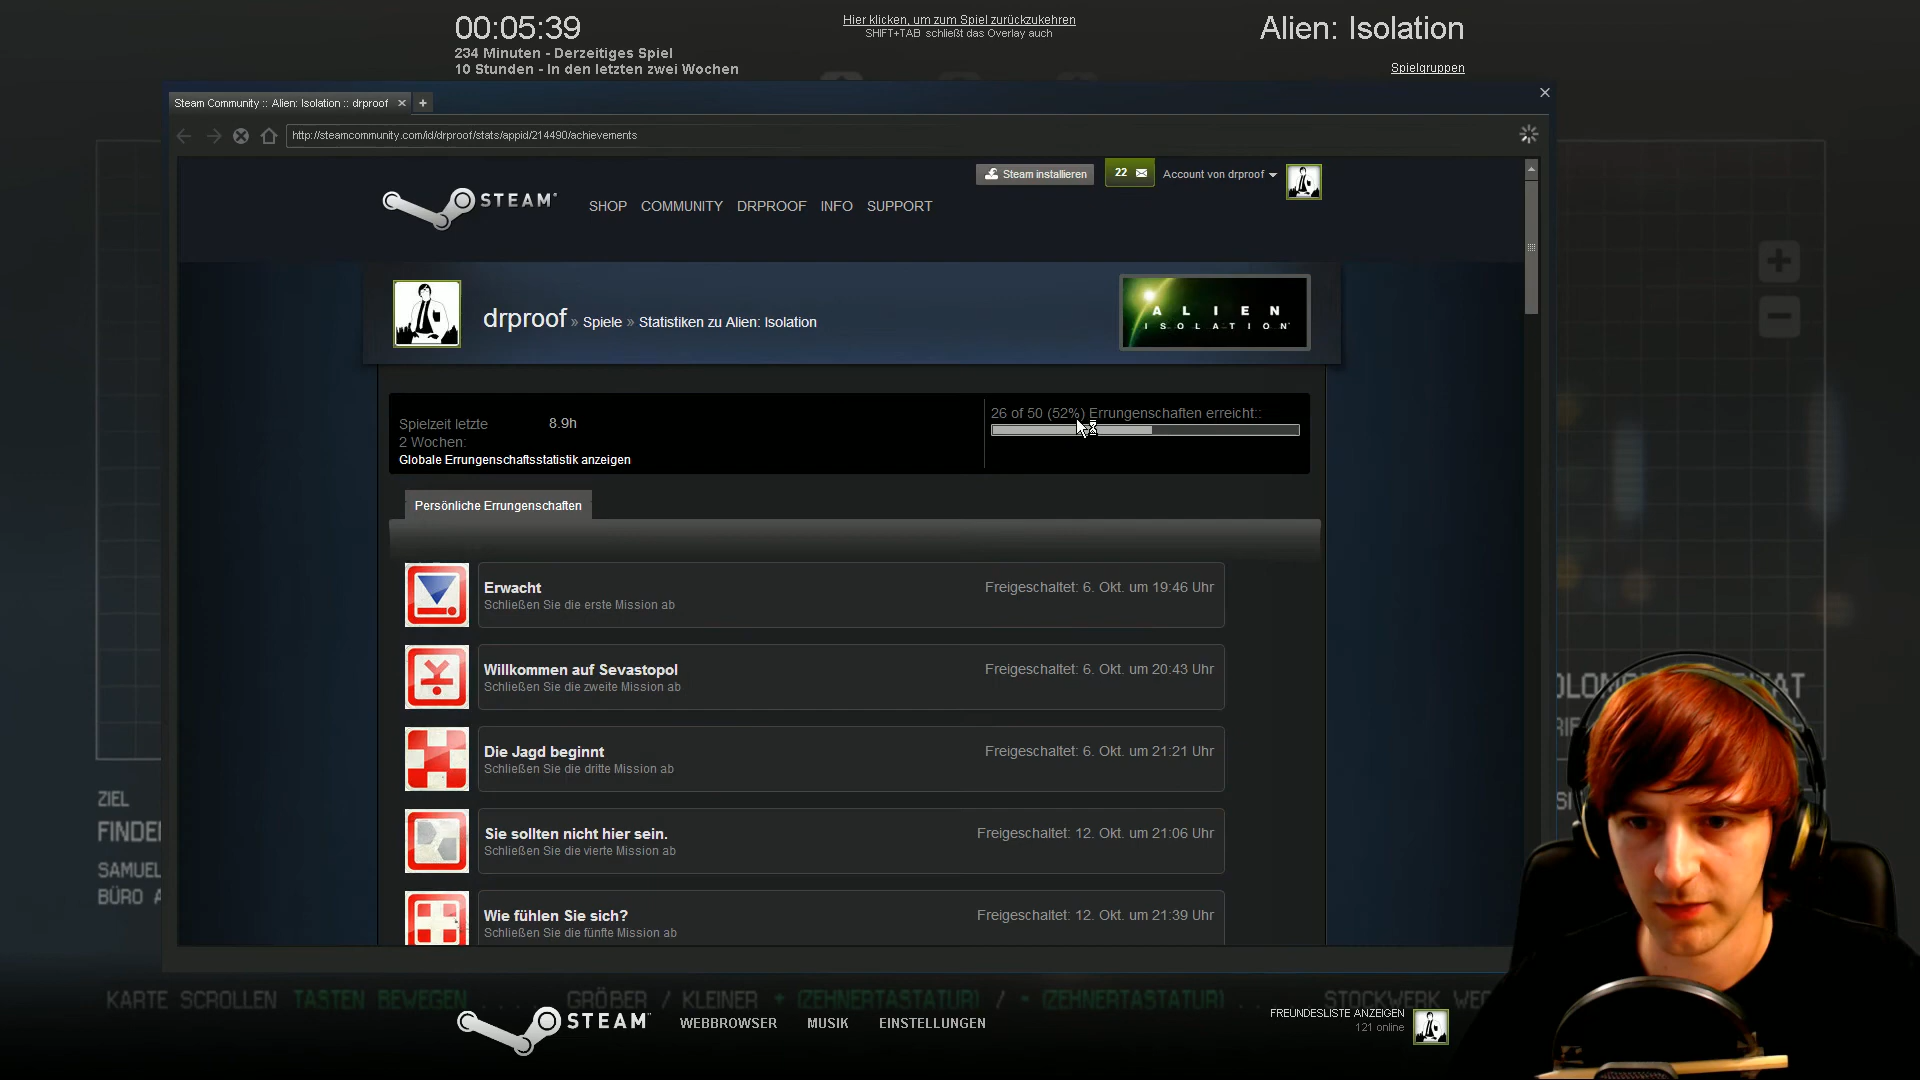 00:05:39
234 Minuten - Derzeitiges Spiel
10 Stunden - In den letzten zwei Wochen
Hier klicken, um zum Spiel zurückzukehren
SHIFT+TAB schließt das Overlay auch
Alien: Isolation
Spielgruppen
Steam Community :: Alien: Isolation :: drproof
http://steamcommunity.com/id/drproof/stats/appid/214490/achievements
Steam installieren
22
Account von drproof
STEAM
SHOP COMMUNITY DRPROOF INFO SUPPORT
drproof » Spiele » Statistiken zu Alien: Isolation
ALIEN
ISOLATION
Spielzeit letzte 2 Wochen: 8.9h
Globale Errungenschaftsstatistik anzeigen
26 of 50 (52%) Errungenschaften erreicht::
Persönliche Errungenschaften
Erwacht
Schließen Sie die erste Mission ab
Freigeschaltet: 6. Okt. um 19:46 Uhr
Willkommen auf Sevastopol
Schließen Sie die zweite Mission ab
Freigeschaltet: 6. Okt. um 20:43 Uhr
Die Jagd beginnt
Schließen Sie die dritte Mission ab
Freigeschaltet: 6. Okt. um 21:21 Uhr
Sie sollten nicht hier sein.
Schließen Sie die vierte Mission ab
Freigeschaltet: 12. Okt. um 21:06 Uhr
Wie fühlen Sie sich?
Schließen Sie die fünfte Mission ab
Freigeschaltet: 12. Okt. um 21:39 Uhr
ZIEL
SAMUEL
BÜRO
KARTE SCROLLEN TASTEN BEWEGEN GRÖßER / KLEINER + (ZEHNERTASTATUR) / - (ZEHNERTASTATUR) STOCKWERK
STEAM
WEBBROWSER MUSIK EINSTELLUNGEN
FREUNDESLISTE ANZEIGEN
121 online